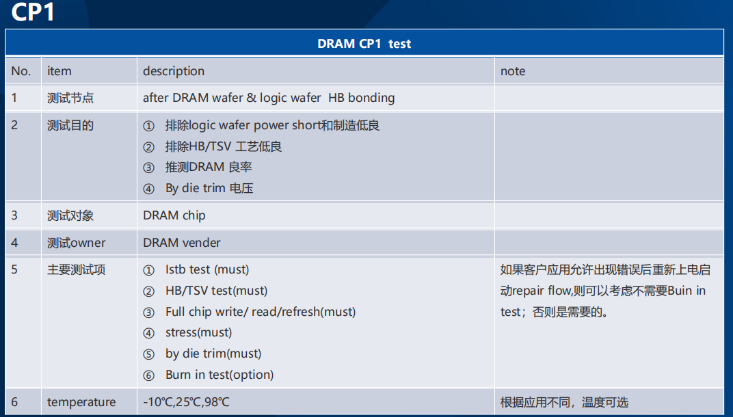 CP1
DRAM CP1 test
No. item description note
1 测试节点 after DRAM wafer & logic wafer HB bonding
2 测试目的 ① 排除logic wafer power short和制造低良
② 排除HB/TSV 工艺低良
③ 推测DRAM 良率
④ By die trim 电压
3 测试对象 DRAM chip
4 测试owner DRAM vender
5 主要测试项 ① Istb test (must) 如果客户应用允许出现错误后重新上电启
② HB/TSV test(must) 动repair flow,则可以考虑不需要Buin in
③ Full chip write/ read/refresh(must) test；否则是需要的。
④ stress(must)
⑤ by die trim(must)
⑥ Burn in test(option)
6 temperature -10℃,25℃,98℃ 根据应用不同，温度可选